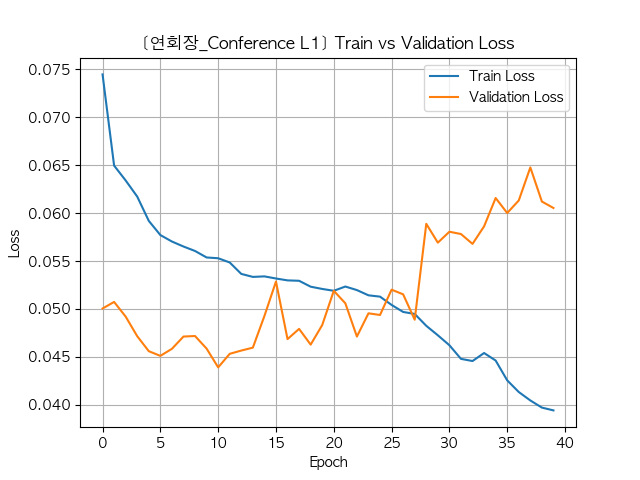 [연회장_Conference L1] Train vs Validation Loss
Train Loss
Validation Loss
Loss
0.075
0.070
0.065
0.060
0.055
0.050
0.045
0.040
0 5 10 15 20 25 30 35 40
Epoch